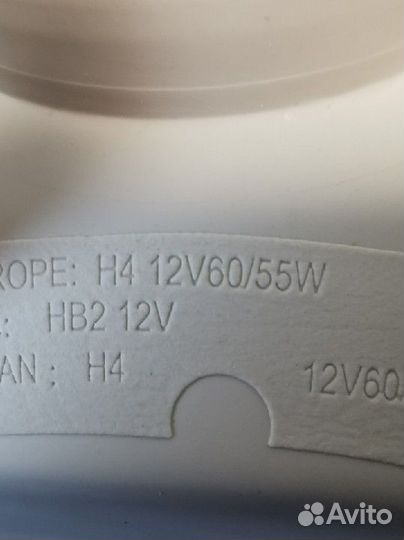 ROPE: H4 12V60/55W
.: HB2 12V
AN ; H4 12V60/
Avito